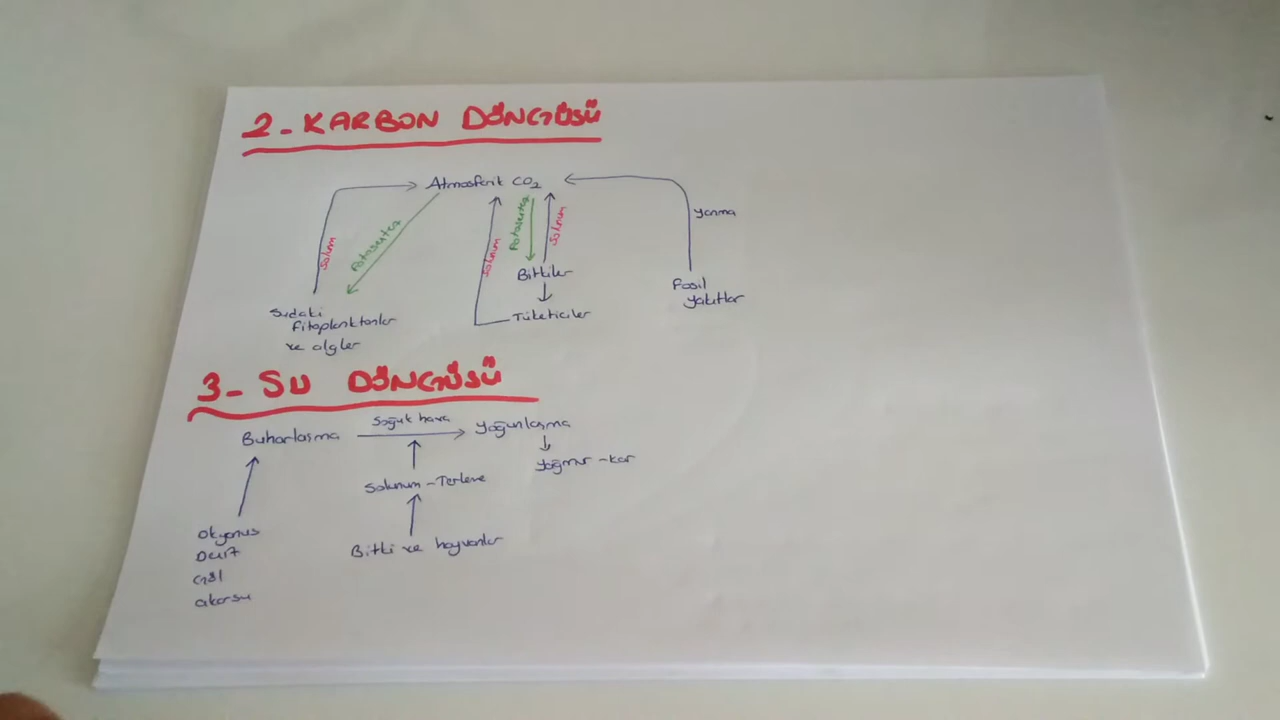 2- KARBON DÖNGÜSÜ
Atmosferik CO2
Solunum
Fotosentez
Solunum
Fotosentez
Solunum
Yanma
Bitkiler
Tüketiciler
Fosil
yakıtlar
Sudaki
fitoplanktonlar
ve algler
3- SU DÖNGÜSÜ
Buharlaşma
Soğuk hava
Yoğunlaşma
Yağmur-kar
Solunum-Terleme
Bitki ve hayvanlar
Okyanus
Deniz
Göl
akarsu